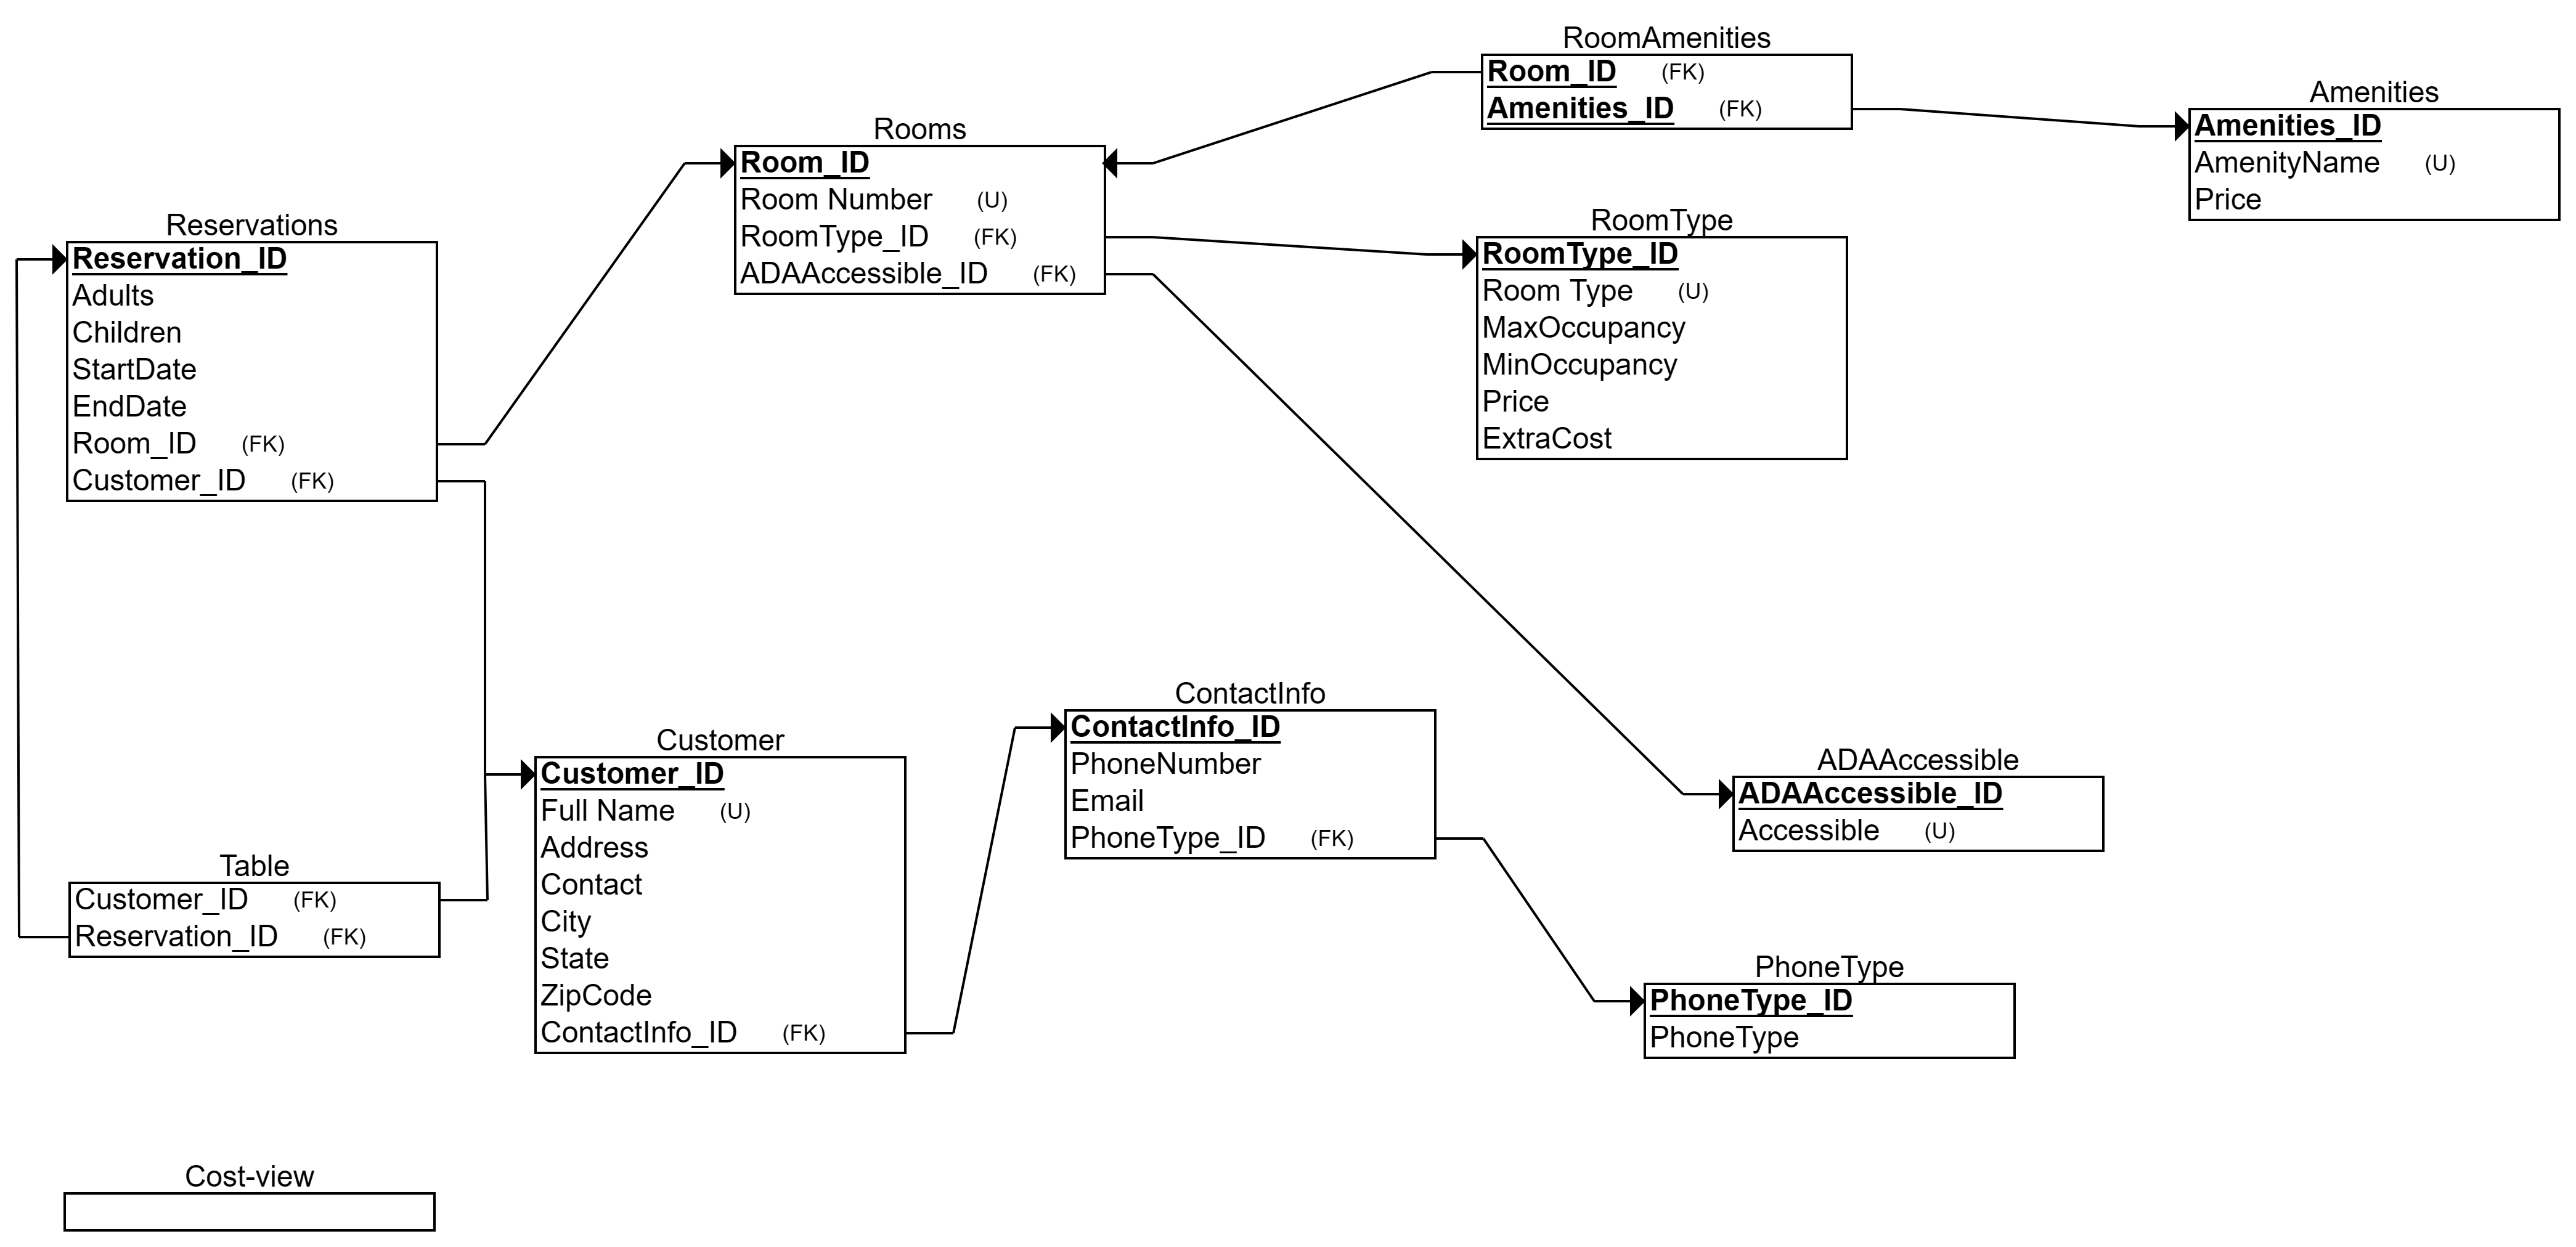 RoomAmenities
Room_ID (FK)
Amenities_ID (FK)
Amenities
Amenities_ID
AmenityName (U)
Price
Rooms
Room_ID
Room Number (U)
RoomType_ID (FK)
ADAAccessible_ID (FK)
RoomType
RoomType_ID
Room Type (U)
MaxOccupancy
MinOccupancy
Price
ExtraCost
Reservations
Reservation_ID
Adults
Children
StartDate
EndDate
Room_ID (FK)
Customer_ID (FK)
ContactInfo
ContactInfo_ID
PhoneNumber
Email
PhoneType_ID (FK)
Customer
Customer_ID
Full Name (U)
Address
Contact
City
State
ZipCode
ContactInfo_ID (FK)
ADAAccessible
ADAAccessible_ID
Accessible (U)
Table
Customer_ID (FK)
Reservation_ID (FK)
PhoneType
PhoneType_ID
PhoneType
Cost-view